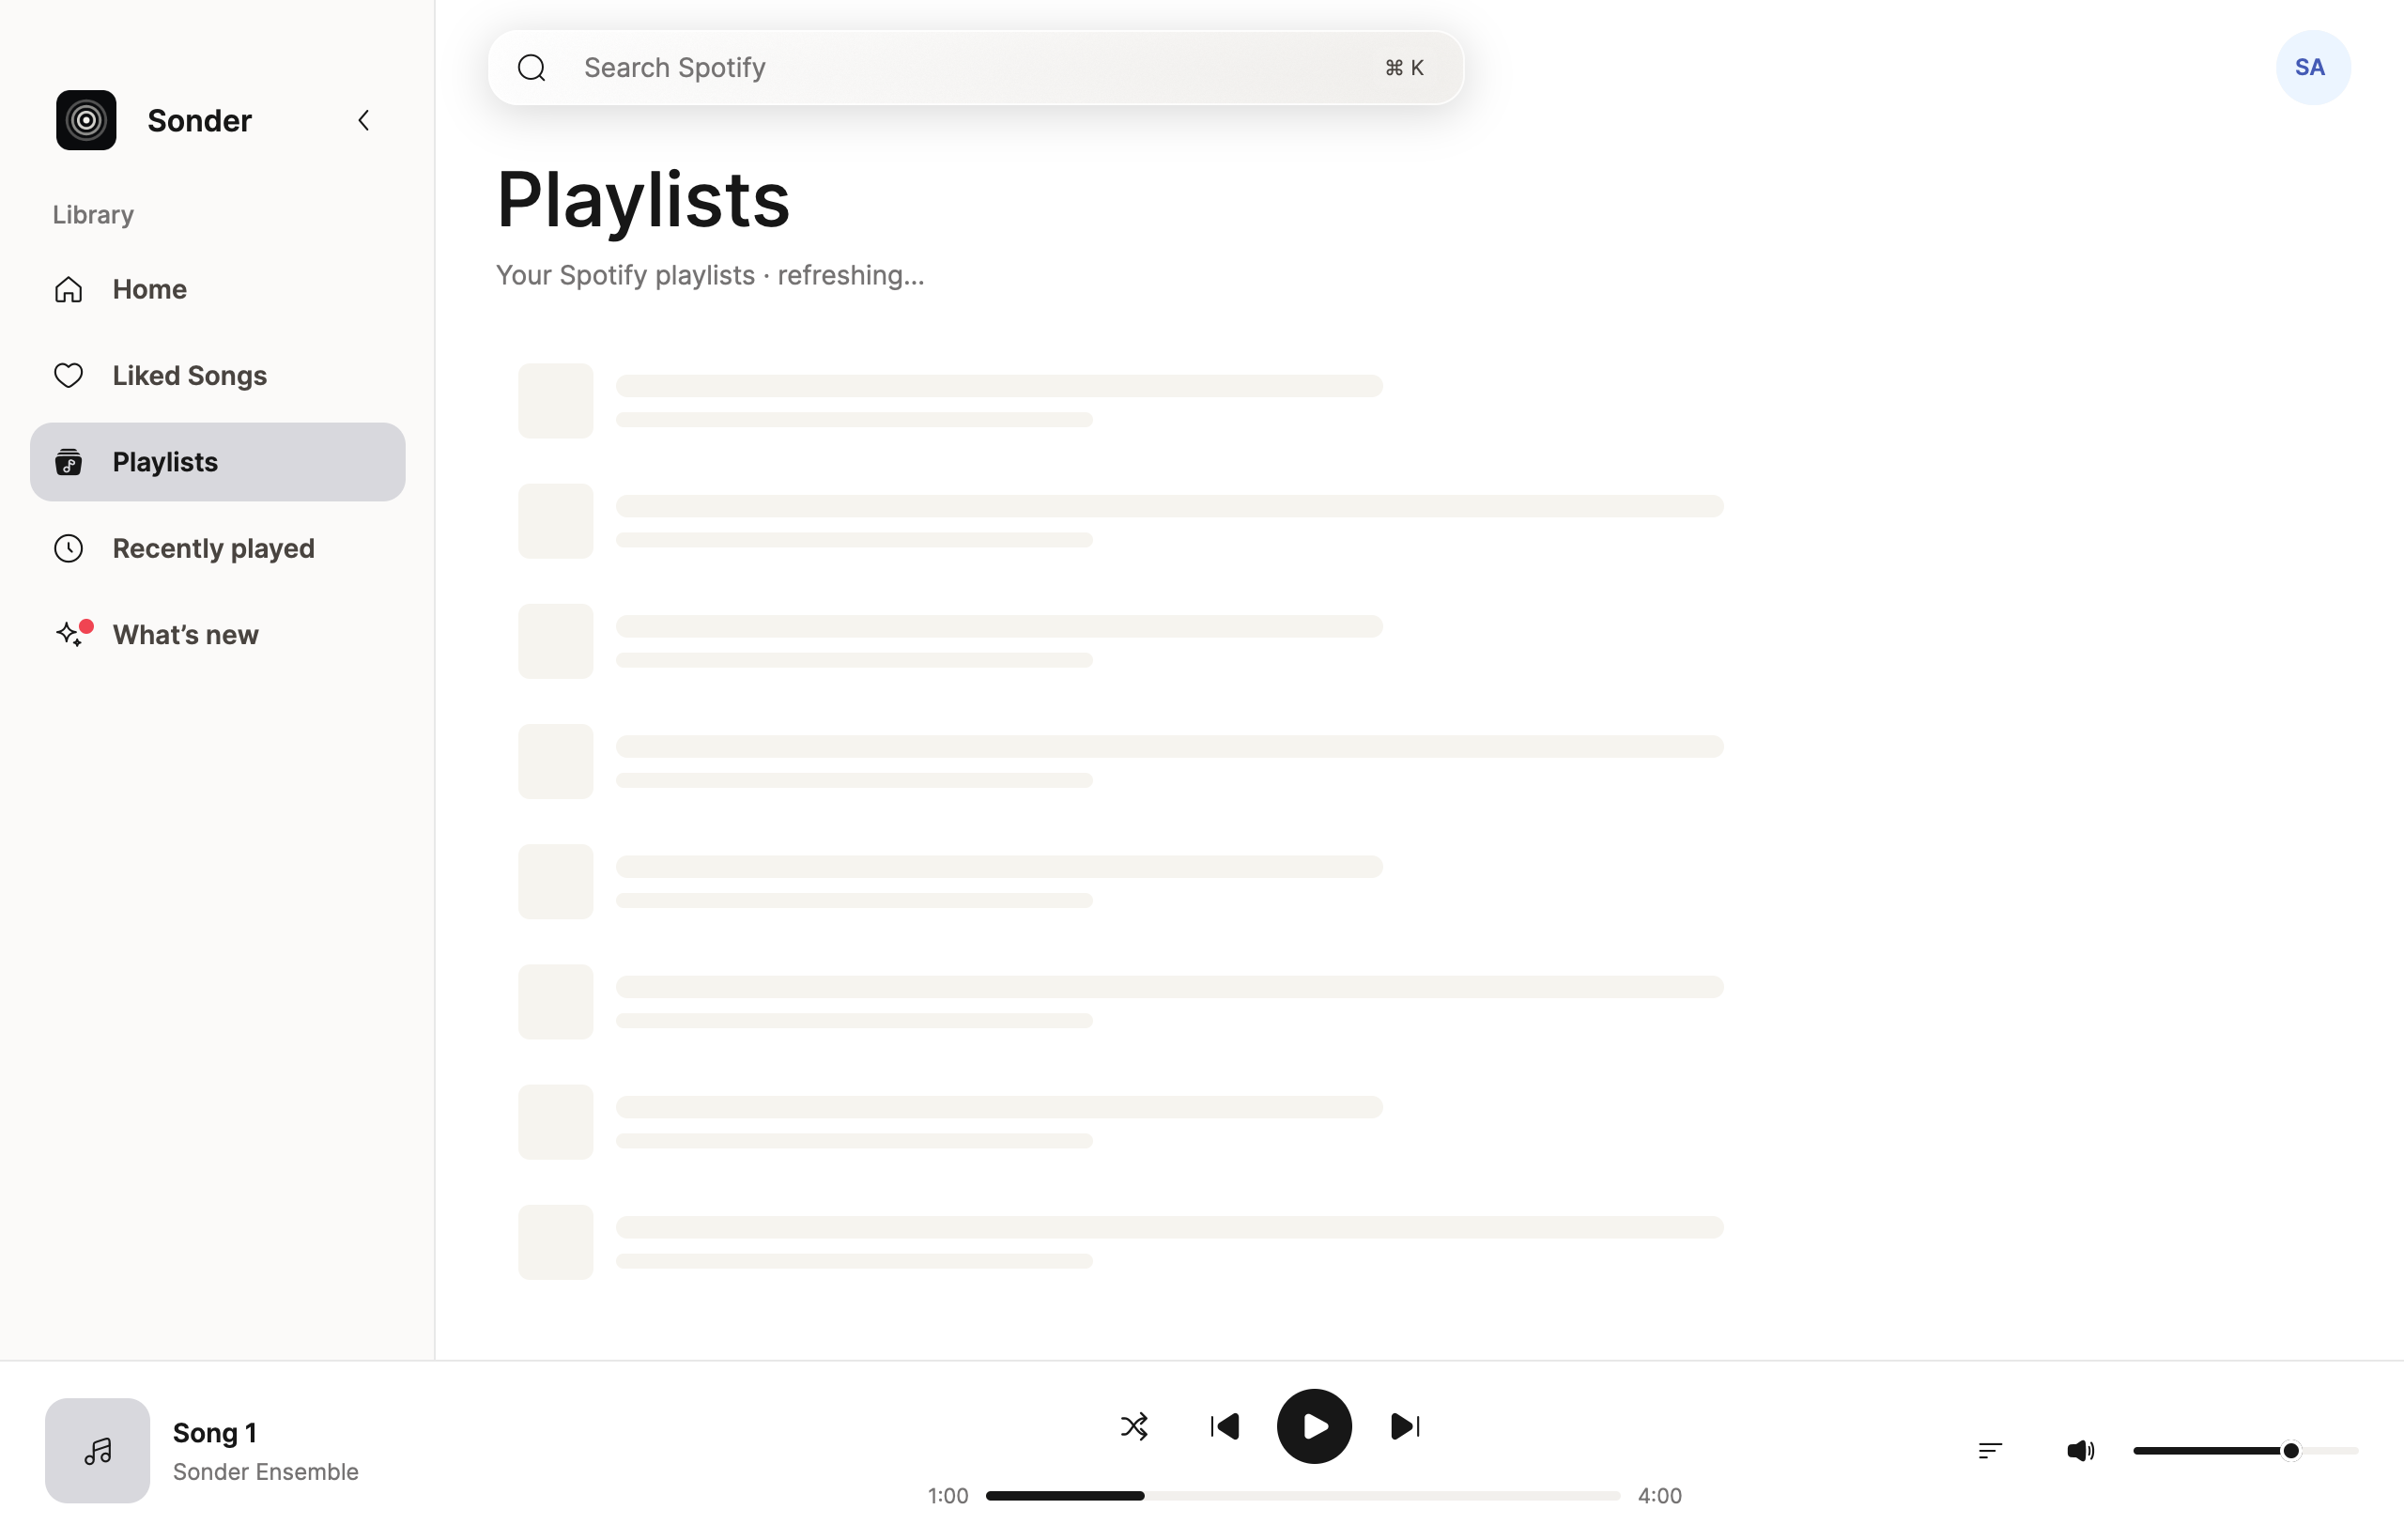 Sonder
Library
Home
Liked Songs
Playlists
Recently played
What’s new
Search Spotify
⌘ K
SA
Playlists
Your Spotify playlists · refreshing...
Song 1
Sonder Ensemble
1:00
4:00